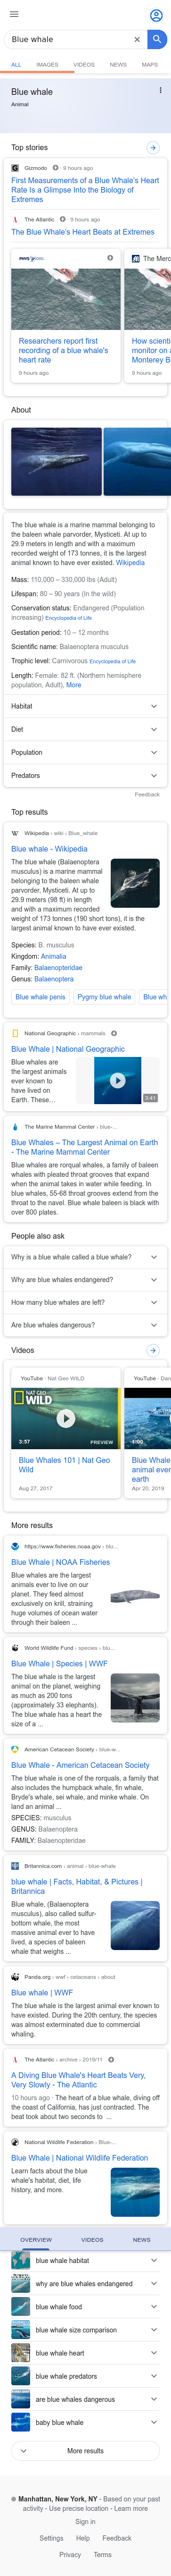 Blue whale
ALL IMAGES VIDEOS NEWS MAPS
Blue whale
Animal
Top stories
Gizmodo · 9 hours ago
First Measurements of a Blue Whale's Heart
Rate Is a Glimpse Into the Biology of
Extremes
The Atlantic · 9 hours ago
The Blue Whale's Heart Beats at Extremes
PHYS ORG
The Merc
Researchers report first
recording of a blue whale's
heart rate
How scienti
monitor on a
Monterey B
9 hours ago
9 hours ago
About
The blue whale is a marine mammal belonging to
the baleen whale parvorder, Mysticeti. At up to
29.9 meters in length and with a maximum
recorded weight of 173 tonnes, it is the largest
animal known to have ever existed. Wikipedia
Mass: 110,000 – 330,000 lbs (Adult)
Lifespan: 80 – 90 years (In the wild)
Conservation status: Endangered (Population
increasing) Encyclopedia of Life
Gestation period: 10 – 12 months
Scientific name: Balaenoptera musculus
Trophic level: Carnivorous Encyclopedia of Life
Length: Female: 82 ft. (Northern hemisphere
population, Adult), More
Habitat
Diet
Population
Predators
Feedback
Top results
Wikipedia › wiki › Blue_whale
Blue whale - Wikipedia
The blue whale (Balaenoptera
musculus) is a marine mammal
belonging to the baleen whale
parvorder, Mysticeti. At up to
29.9 metres (98 ft) in length
and with a maximum recorded
weight of 173 tonnes (190 short tons), it is the
largest animal known to have ever existed.
Species: B. musculus
Kingdom: Animalia
Family: Balaenopteridae
Genus: Balaenoptera
Blue whale penis
Pygmy blue whale
Blue wh
National Geographic › mammals
Blue Whale | National Geographic
Blue whales are
the largest animals
ever known to
have lived on
Earth. These…
3:41
The Marine Mammal Center › blue-...
Blue Whales – The Largest Animal on Earth
- The Marine Mammal Center
Blue whales are rorqual whales, a family of baleen
whales with pleated throat grooves that expand
when the animal takes in water while feeding. In
blue whales, 55-68 throat grooves extend from the
throat to the navel. Blue whale baleen is black with
over 800 plates.
People also ask
Why is a blue whale called a blue whale?
Why are blue whales endangered?
How many blue whales are left?
Are blue whales dangerous?
Videos
YouTube · Nat Geo WILD
YouTube · Dan
NAT GEO
WILD
3:57
PREVIEW
1:00
Blue Whales 101 | Nat Geo
Wild
Blue Whale
animal ever
earth
Aug 27, 2017
Apr 20, 2019
More results
https://www.fisheries.noaa.gov › blu...
Blue Whale | NOAA Fisheries
Blue whales are the largest
animals ever to live on our
planet. They feed almost
exclusively on krill, straining
huge volumes of ocean water
through their baleen ...
World Wildlife Fund › species › blu...
Blue Whale | Species | WWF
The blue whale is the largest
animal on the planet, weighing
as much as 200 tons
(approximately 33 elephants).
The blue whale has a heart the
size of a ...
American Cetacean Society › blue-w...
Blue Whale - American Cetacean Society
The blue whale is one of the rorquals, a family that
also includes the humpback whale, fin whale,
Bryde's whale, sei whale, and minke whale. On
land an animal ...
SPECIES: musculus
GENUS: Balaenoptera
FAMILY: Balaenopteridae
Britannica.com › animal › blue-whale
blue whale | Facts, Habitat, & Pictures |
Britannica
Blue whale, (Balaenoptera
musculus), also called sulfur-
bottom whale, the most
massive animal ever to have
lived, a species of baleen
whale that weighs ...
Panda.org › wwf › cetaceans › about
Blue whale | WWF
The blue whale is the largest animal ever known to
have existed. During the 20th century, the species
was almost exterminated due to commercial
whaling.
The Atlantic › archive › 2019/11
A Diving Blue Whale's Heart Beats Very,
Very Slowly - The Atlantic
10 hours ago · The heart of a blue whale, diving off
the coast of California, has just contracted. The
beat took about two seconds to ...
National Wildlife Federation › Blue-...
Blue Whale | National Wildlife Federation
Learn facts about the blue
whale's habitat, diet, life
history, and more.
OVERVIEW VIDEOS NEWS
blue whale habitat
why are blue whales endangered
blue whale food
blue whale size comparison
blue whale heart
blue whale predators
are blue whales dangerous
baby blue whale
More results
Manhattan, New York, NY - Based on your past
activity - Use precise location - Learn more
Sign in
Settings Help Feedback
Privacy Terms